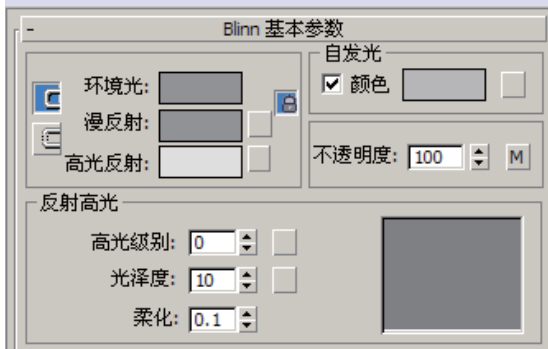 - Blinn 基本参数
环境光:
漫反射:
高光反射:
自发光
颜色
不透明度: 100 M
反射高光
高光级别: 0
光泽度: 10
柔化: 0.1